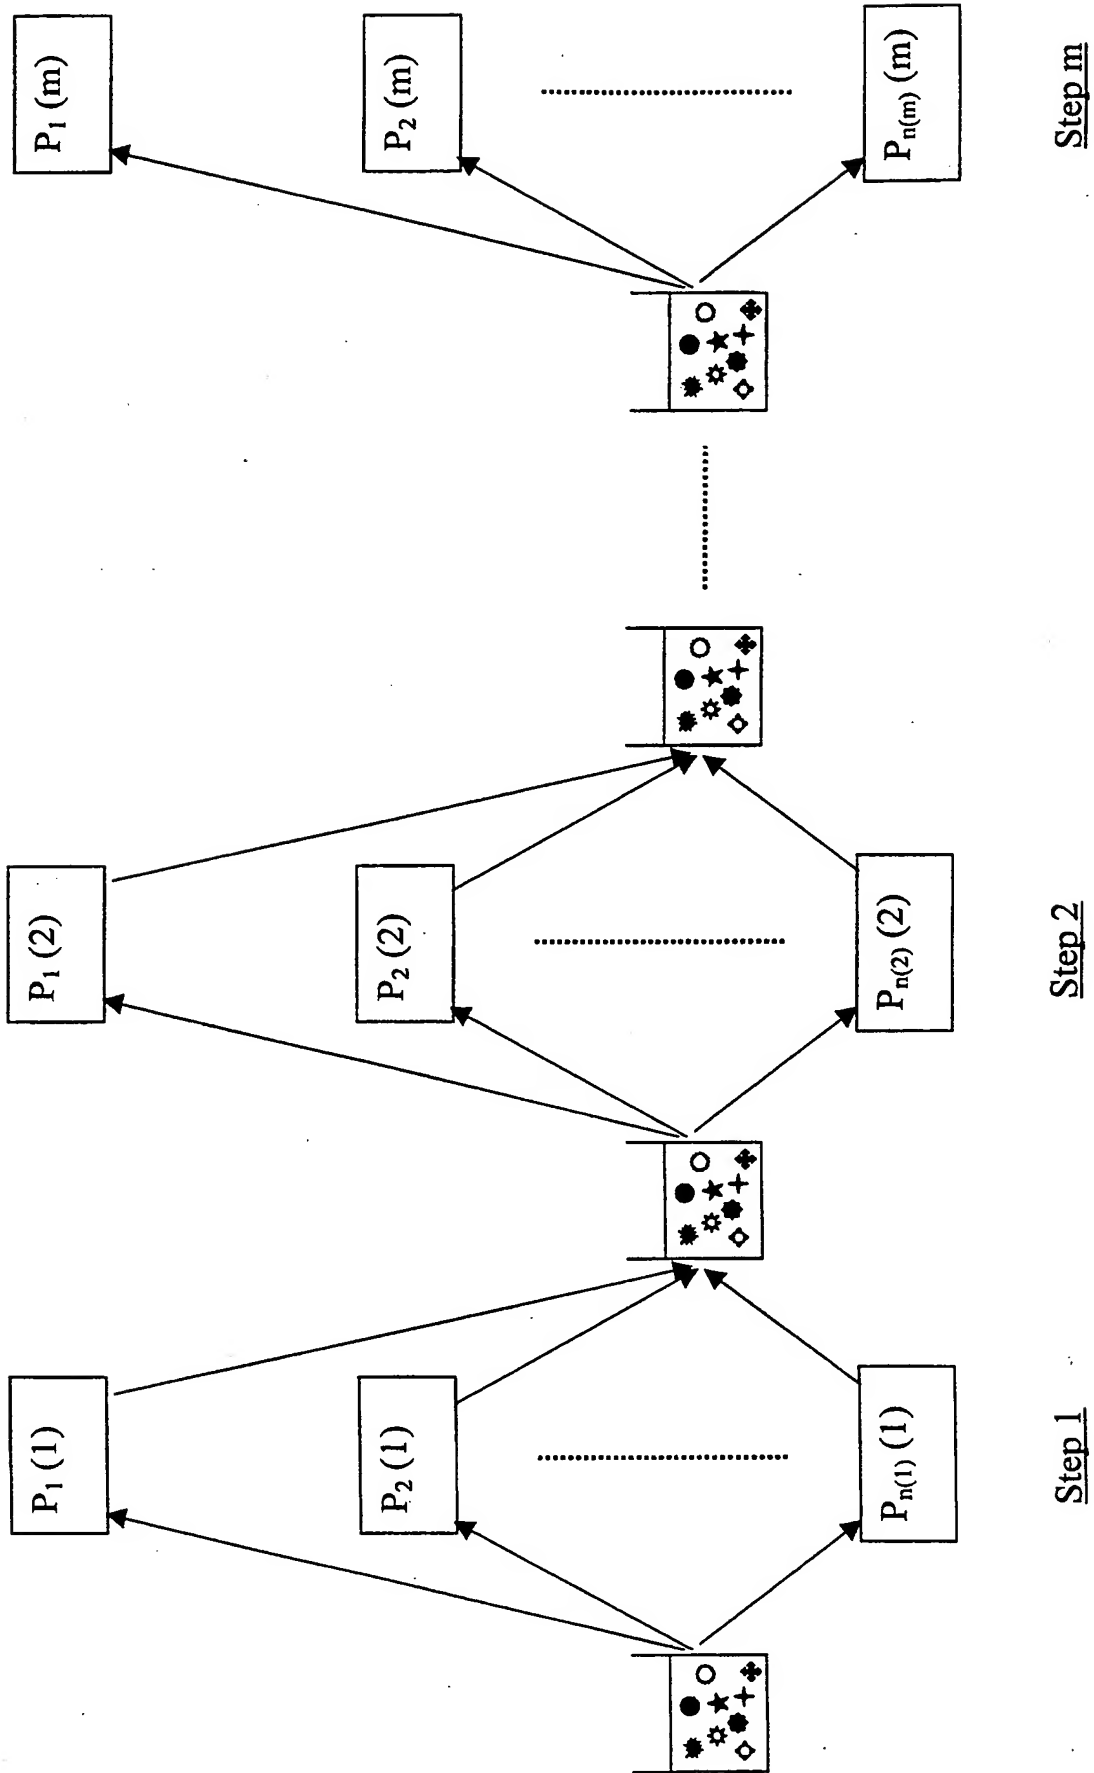 P₁ (1)
P₂ (1)
Pₙ₍₁₎ (1)
Step 1
P₁ (2)
P₂ (2)
Pₙ₍₂₎ (2)
Step 2
P₁ (m)
P₂ (m)
Pₙ₍ₘ₎ (m)
Step m